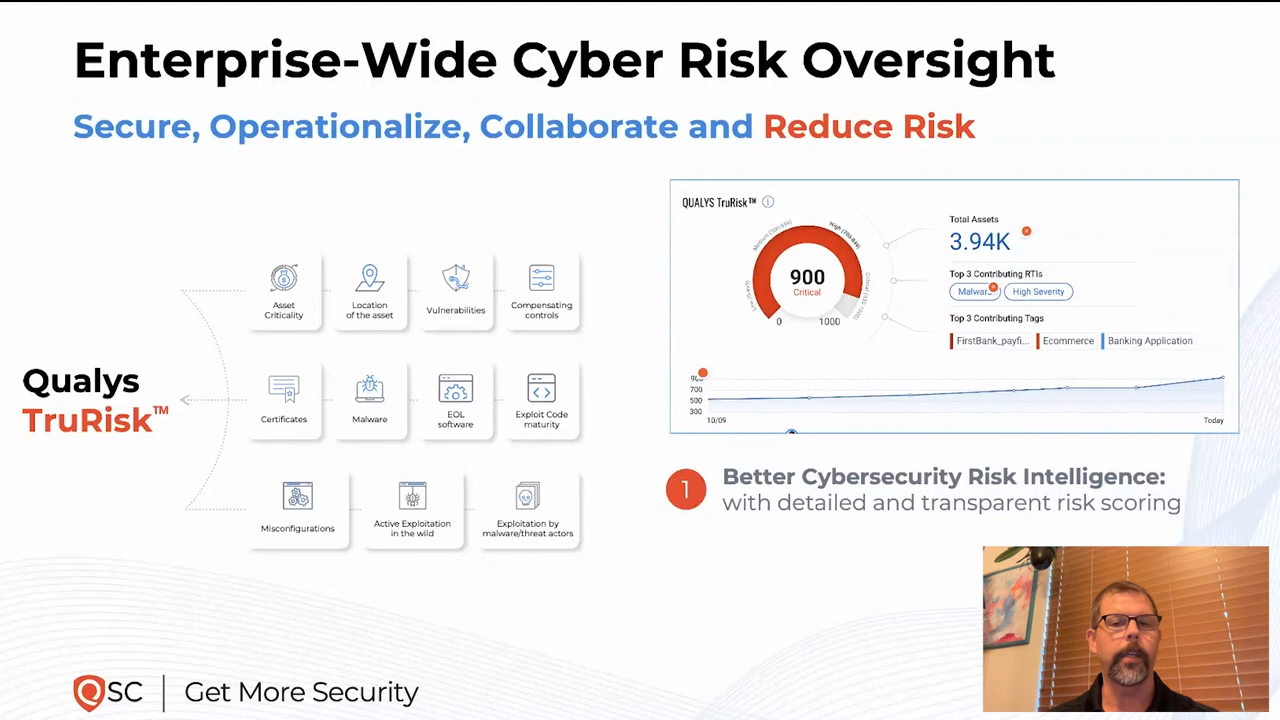 Enterprise-Wide Cyber Risk Oversight
Secure, Operationalize, Collaborate and Reduce Risk
Qualys
TruRisk™
Asset
Criticality
Location
of the asset
Vulnerabilities
Compensating
controls
Certificates
Malware
EOL
software
Exploit Code
maturity
Misconfigurations
Active Exploitation
in the wild
Exploitation by
malware/threat actors
QUALYS TruRisk™
900
Critical
0
1000
Total Assets
3.94K
Top 3 Contributing RTIs
Malware
High Severity
Top 3 Contributing Tags
FirstBank_payfi...
Ecommerce
Banking Application
700
500
300
10/09
Today
1
Better Cybersecurity Risk Intelligence:
with detailed and transparent risk scoring
QSC
Get More Security